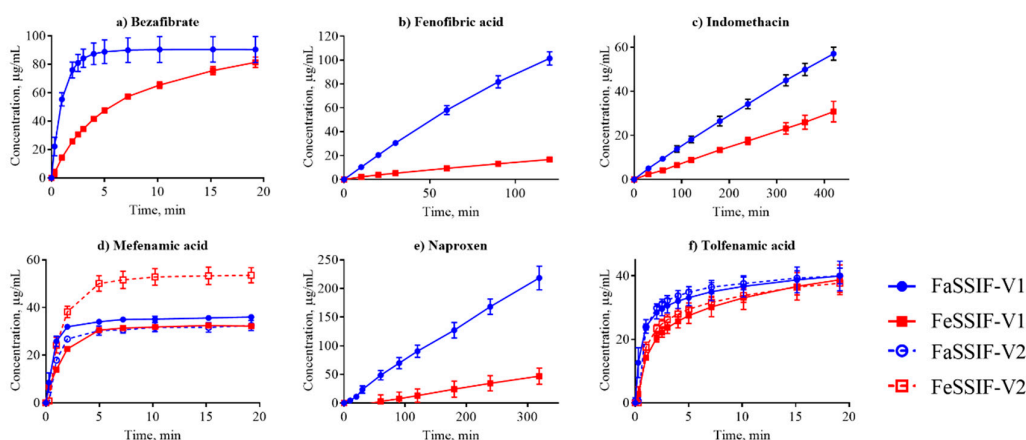 a) Bezafibrate
Concentration, µg/mL
100
80
60
40
20
0
0 5 10 15 20
Time, min
b) Fenofibric acid
Concentration, µg/mL
120
100
80
60
40
20
0
0 50 100
Time, min
c) Indomethacin
Concentration, µg/mL
60
40
20
0
0 100 200 300 400
Time, min
d) Mefenamic acid
Concentration, µg/mL
60
40
20
0
0 5 10 15 20
Time, min
e) Naproxen
Concentration, µg/mL
250
200
150
100
50
0
0 100 200 300
Time, min
f) Tolfenamic acid
Concentration, µg/mL
40
20
0
0 5 10 15 20
Time, min
FaSSIF-V1
FeSSIF-V1
FaSSIF-V2
FeSSIF-V2